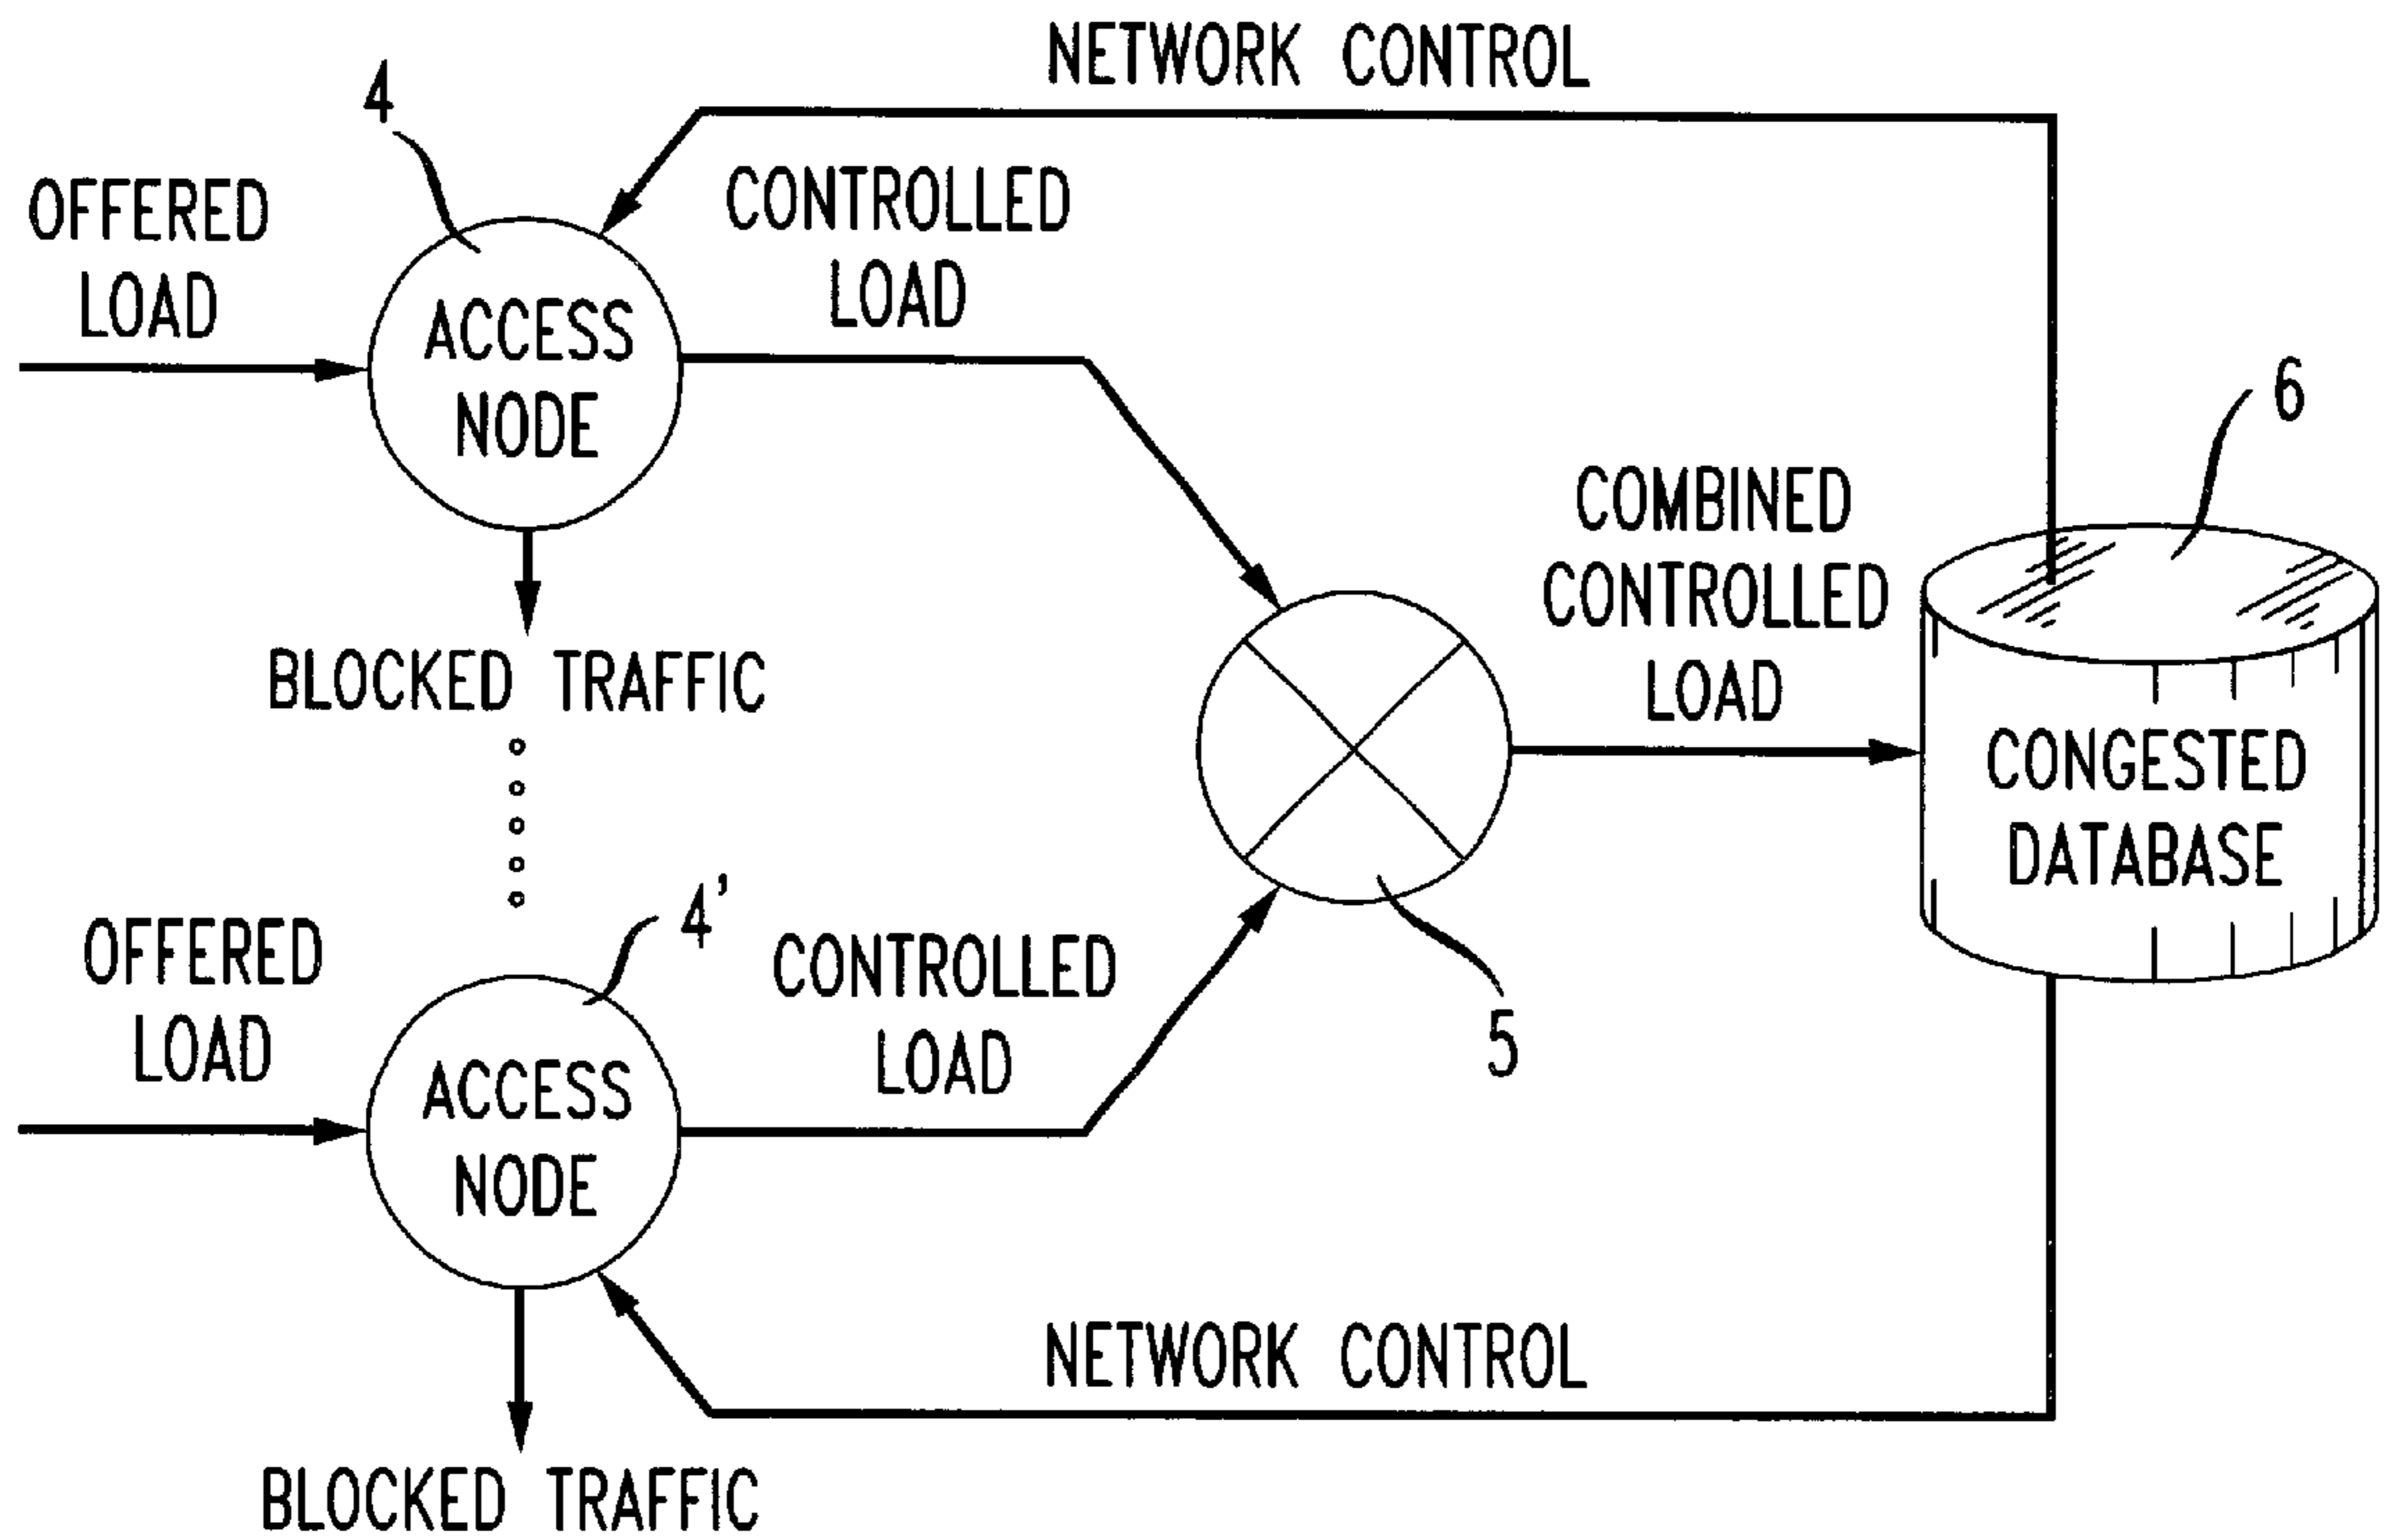 NETWORK CONTROL
4
OFFERED
LOAD
CONTROLLED
LOAD
ACCESS
NODE
6
COMBINED
CONTROLLED
LOAD
BLOCKED TRAFFIC
CONGESTED
DATABASE
4'
OFFERED
LOAD
CONTROLLED
LOAD
5
ACCESS
NODE
NETWORK CONTROL
BLOCKED TRAFFIC